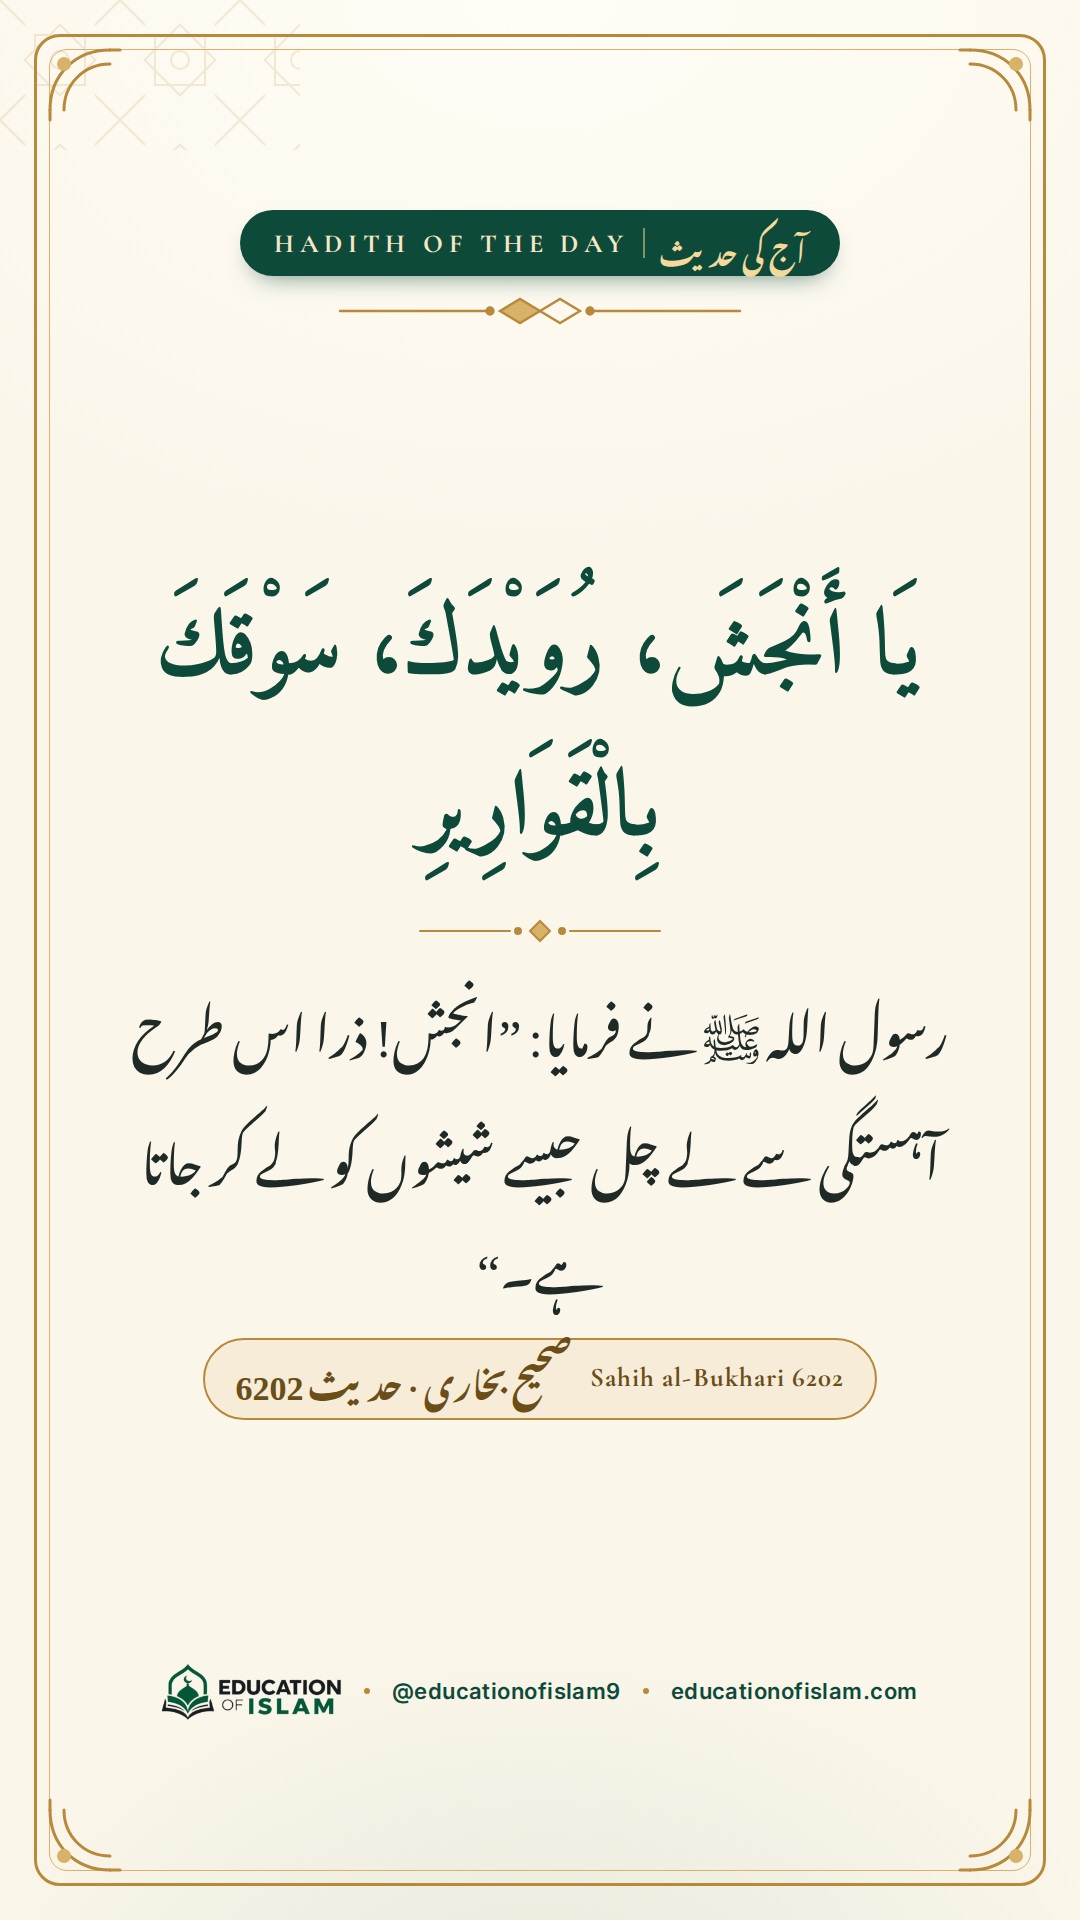 HADITH OF THE DAY | آج کی حدیث
يَا أَنْجَشَ، رُوَيْدَكَ، سَوْقَكَ
بِالْقَوَارِيرِ
رسول اللہ ﷺ نے فرمایا: ”انجش! ذرا اس طرح
آہستگی سے لے چل جیسے شیشوں کو لے کر جاتا
ہے۔“
صحیح بخاری · حدیث 6202 Sahih al-Bukhari 6202
EDUCATION OF ISLAM • @educationofislam9 • educationofislam.com